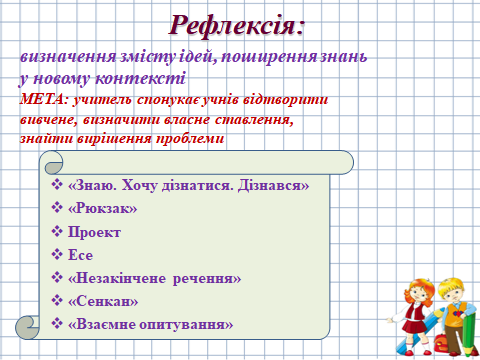 Рефлексія:
визначення змісту ідей, поширення знань
у новому контексті
МЕТА: учитель спонукає учнів відтворити
вивчене, визначити власне ставлення,
знайти вирішення проблеми
❖ «Знаю. Хочу дізнатися. Дізнався»
❖ «Рюкзак»
❖ Проект
❖ Есе
❖ «Незакінчене речення»
❖ «Сенкан»
❖ «Взаємне опитування»